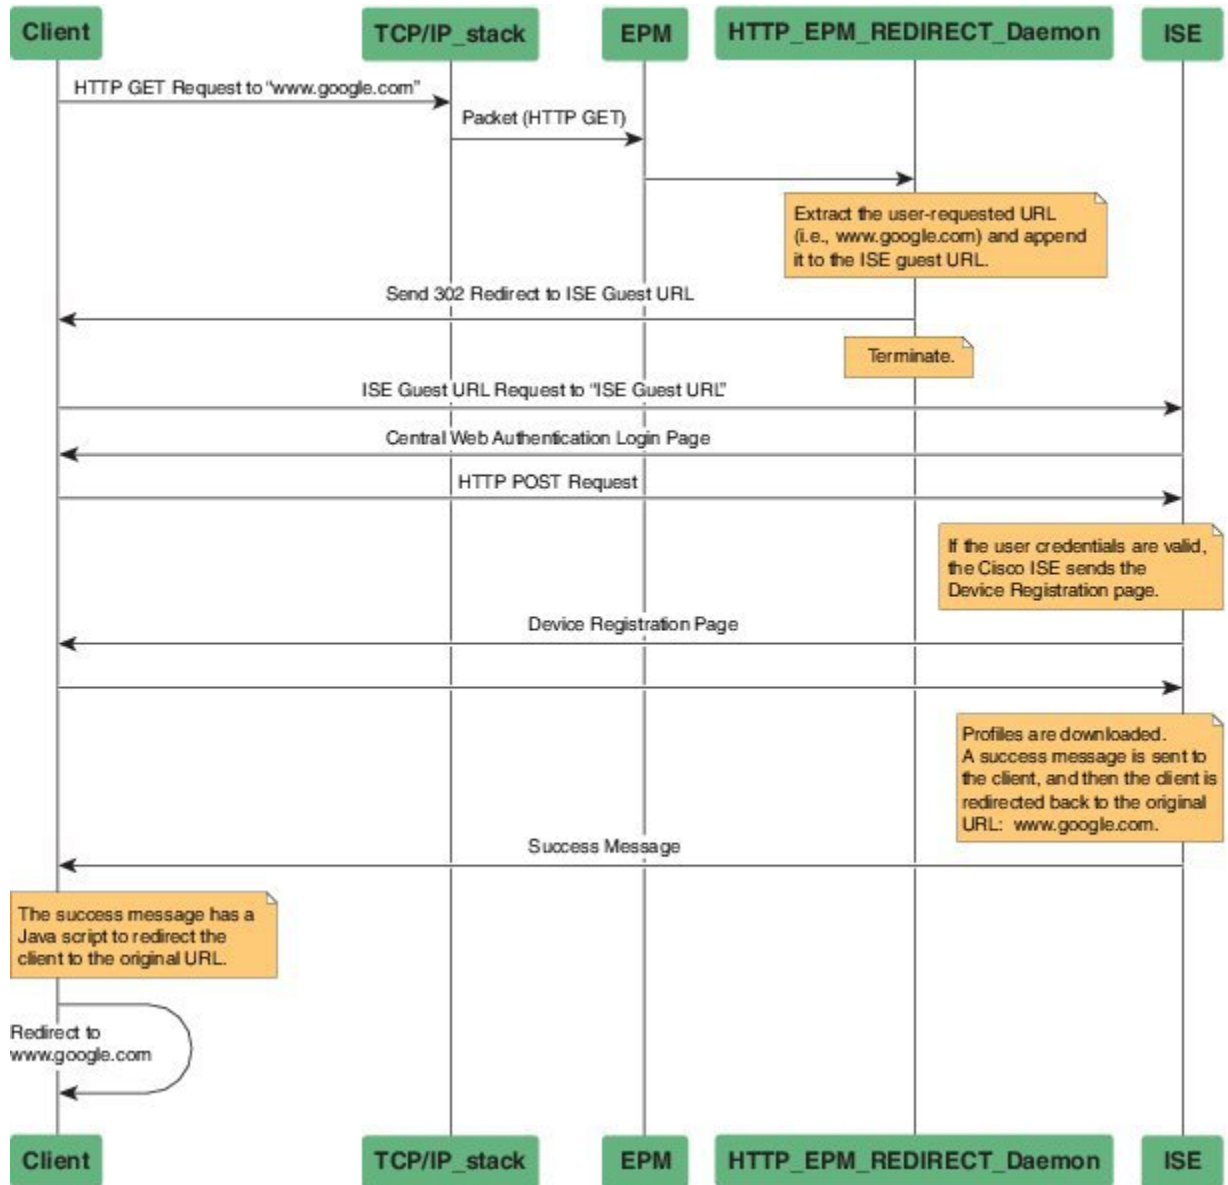 Client
TCP/IP_stack
EPM
HTTP_EPM_REDIRECT_Daemon
ISE
HTTP GET Request to “www.google.com”
Packet (HTTP GET)
Extract the user-requested URL
(i.e., www.google.com) and append
it to the ISE guest URL.
Send 302 Redirect to ISE Guest URL
Terminate.
ISE Guest URL Request to “ISE Guest URL”
Central Web Authentication Login Page
HTTP POST Request
If the user credentials are valid,
the Cisco ISE sends the
Device Registration page.
Device Registration Page
Profiles are downloaded.
A success message is sent to
the client, and then the client is
redirected back to the original
URL: www.google.com.
Success Message
The success message has a
Java script to redirect the
client to the original URL.
Redirect to
www.google.com
Client
TCP/IP_stack
EPM
HTTP_EPM_REDIRECT_Daemon
ISE